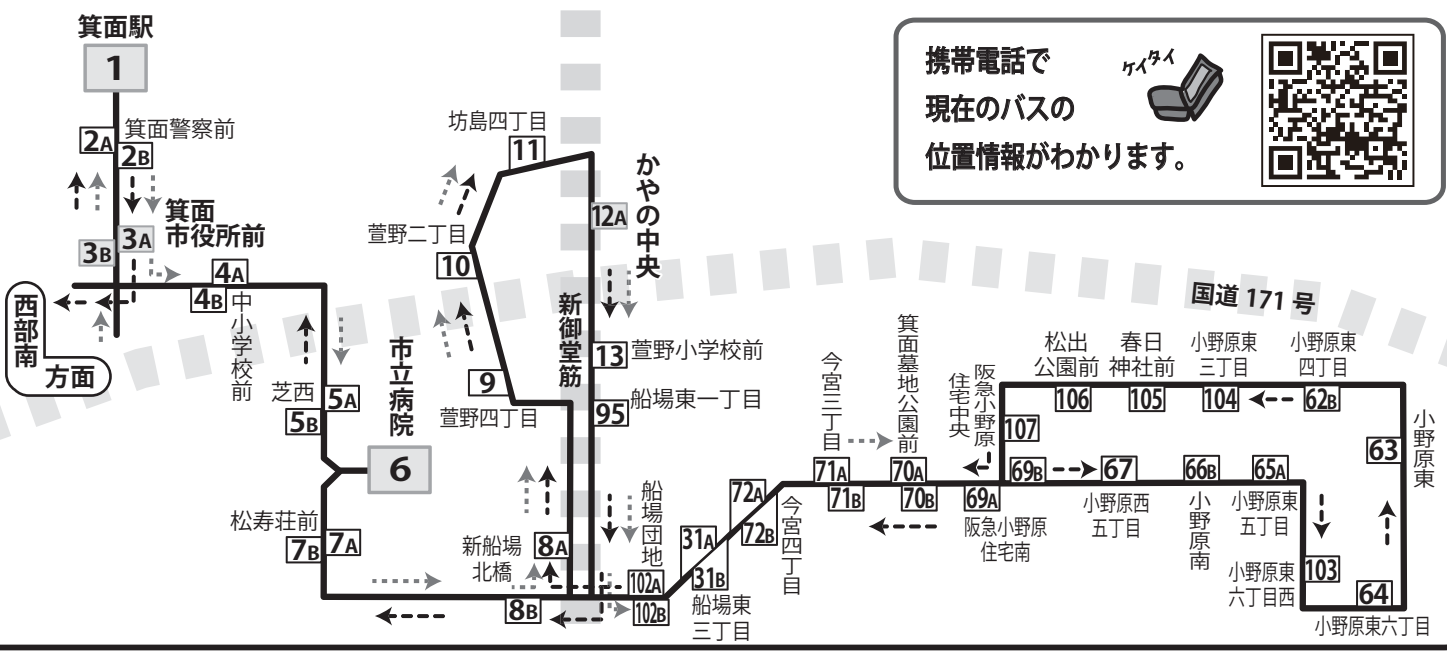 箕面駅
1
2A
箕面警察前
2B
箕面
市役所前
3A
3B
西部南
方面
4A
4B
中小学校前
芝西
5A
5B
市立病院
6
松寿荘前
7B
7A
新船場
北橋
8A
8B
9
萱野四丁目
萱野二丁目
10
坊島四丁目
11
かやの中央
12A
新御堂筋
13
萱野小学校前
95
船場東一丁目
船場団地
102A
102B
31A
31B
船場東
三丁目
72A
72B
今宮四丁目
今宮三丁目
71A
71B
箕面墓地公園前
70A
70B
阪急小野原
住宅中央
107
69A
69B
阪急小野原
住宅南
67
小野原西
五丁目
66B
小野原南
65A
小野原東
五丁目
103
小野原東
六丁目西
64
小野原東六丁目
63
小野原東
小野原東
四丁目
62B
小野原東
三丁目
104
春日
神社前
105
松出
公園前
106
国道 171 号
携帯電話で
現在のバスの
位置情報がわかります。
ケイタイ